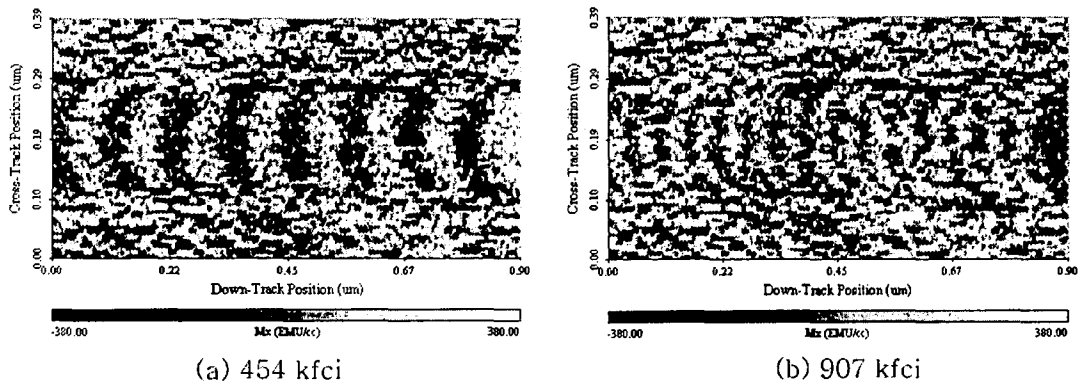 0.39
0.29
0.19
0.10
0.00
Cross-Track Position (um)
0.00 0.22 0.45 0.67 0.90
Down-Track Position (um)
-380.00 Mx (EMU/cc) 380.00
(a) 454 kfci
0.39
0.29
0.19
0.10
0.00
Cross-Track Position (um)
0.00 0.22 0.45 0.67 0.90
Down-Track Position (um)
-380.00 Mx (EMU/cc) 380.00
(b) 907 kfci